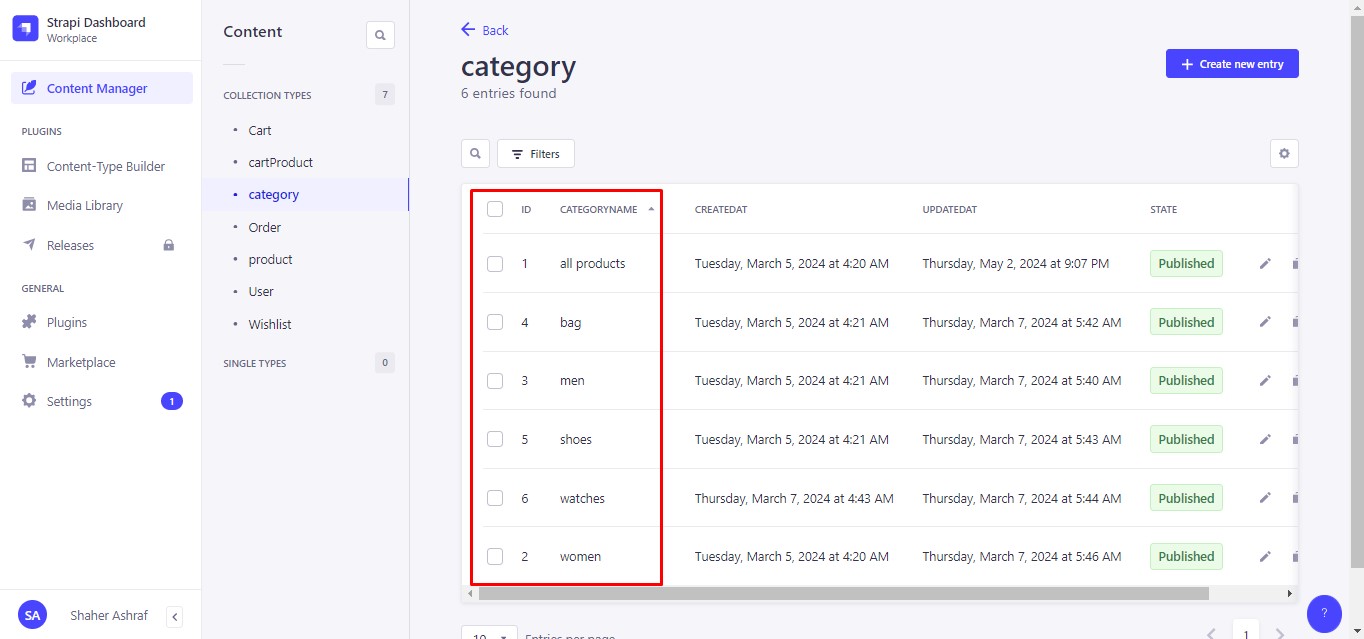 Strapi Dashboard
Workplace
Content Manager
PLUGINS
Content-Type Builder
Media Library
Releases
GENERAL
Plugins
Marketplace
Settings 1
SA Shaher Ashraf
Content
COLLECTION TYPES 7
Cart
cartProduct
category
Order
product
User
Wishlist
SINGLE TYPES 0
Back
category
6 entries found
Create new entry
Filters
ID CATEGORYNAME CREATEDAT UPDATEDAT STATE
1 all products Tuesday, March 5, 2024 at 4:20 AM Thursday, May 2, 2024 at 9:07 PM Published
4 bag Tuesday, March 5, 2024 at 4:21 AM Thursday, March 7, 2024 at 5:42 AM Published
3 men Tuesday, March 5, 2024 at 4:21 AM Thursday, March 7, 2024 at 5:40 AM Published
5 shoes Tuesday, March 5, 2024 at 4:21 AM Thursday, March 7, 2024 at 5:43 AM Published
6 watches Thursday, March 7, 2024 at 4:43 AM Thursday, March 7, 2024 at 5:44 AM Published
2 women Tuesday, March 5, 2024 at 4:20 AM Thursday, March 7, 2024 at 5:46 AM Published
10 Entries per page 1
?